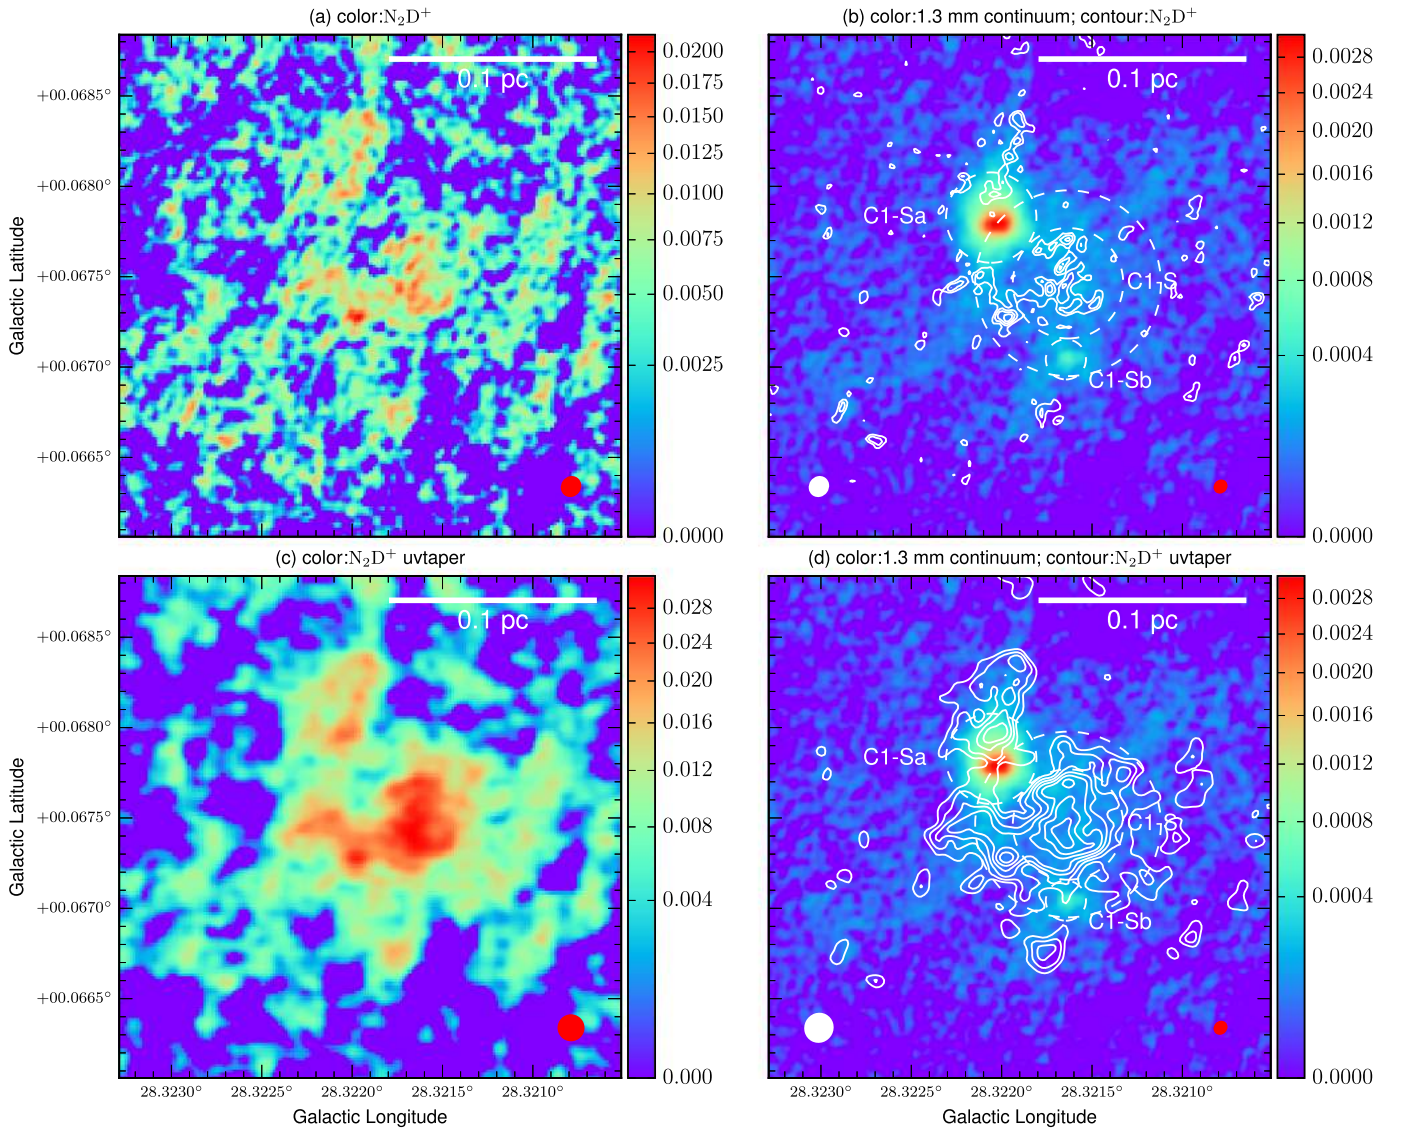 (a) color:N₂D⁺
(b) color:1.3 mm continuum; contour:N₂D⁺
0.1 pc
+00.0685°
+00.0680°
+00.0675°
+00.0670°
+00.0665°
Galactic Latitude
0.0200
0.0175
0.0150
0.0125
0.0100
0.0075
0.0050
0.0025
0.0000
0.1 pc
C1-Sa
C1-S
C1-Sb
0.0028
0.0024
0.0020
0.0016
0.0012
0.0008
0.0004
0.0000
(c) color:N₂D⁺ uvtaper
(d) color:1.3 mm continuum; contour:N₂D⁺ uvtaper
0.1 pc
+00.0685°
+00.0680°
+00.0675°
+00.0670°
+00.0665°
Galactic Latitude
28.3230°
28.3225°
28.3220°
28.3215°
28.3210°
Galactic Longitude
0.028
0.024
0.020
0.016
0.012
0.008
0.004
0.000
0.1 pc
C1-Sa
C1-S
C1-Sb
28.3230°
28.3225°
28.3220°
28.3215°
28.3210°
Galactic Longitude
0.0028
0.0024
0.0020
0.0016
0.0012
0.0008
0.0004
0.0000